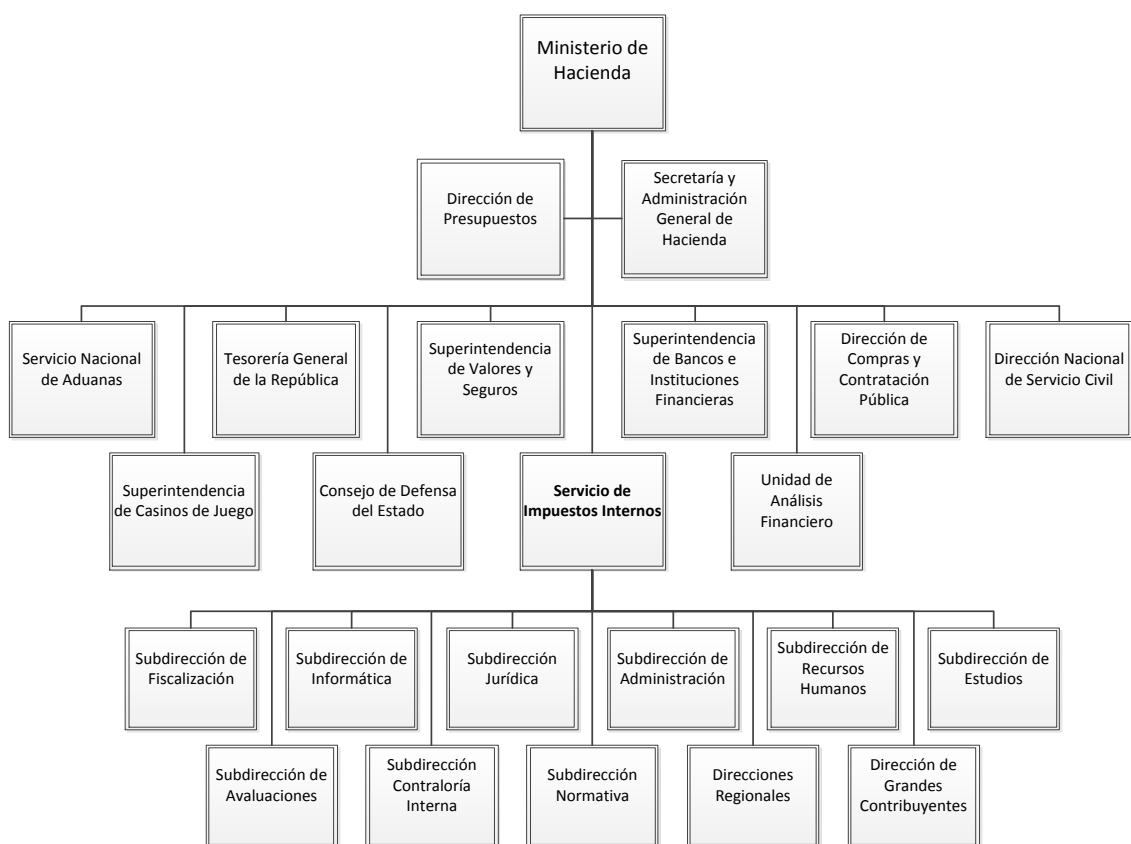 Ministerio de
Hacienda
Dirección de
Presupuestos
Secretaría y
Administración
General de
Hacienda
Servicio Nacional
de Aduanas
Tesorería General
de la República
Superintendencia
de Valores y
Seguros
Superintendencia
de Bancos e
Instituciones
Financieras
Dirección de
Compras y
Contratación
Pública
Dirección Nacional
de Servicio Civil
Superintendencia
de Casinos de Juego
Consejo de Defensa
del Estado
Servicio de
Impuestos Internos
Unidad de
Análisis
Financiero
Subdirección de
Fiscalización
Subdirección de
Informática
Subdirección
Jurídica
Subdirección de
Administración
Subdirección de
Recursos
Humanos
Subdirección de
Estudios
Subdirección de
Avaluaciones
Subdirección
Contraloría
Interna
Subdirección
Normativa
Direcciones
Regionales
Dirección de
Grandes
Contribuyentes